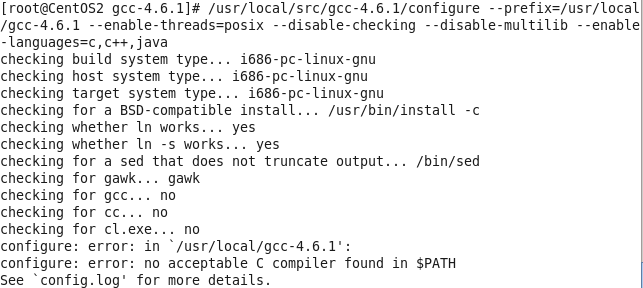 [root@CentOS2 gcc-4.6.1]# /usr/local/src/gcc-4.6.1/configure --prefix=/usr/local
/gcc-4.6.1 --enable-threads=posix --disable-checking --disable-multilib --enable
-languages=c,c++,java
checking build system type... i686-pc-linux-gnu
checking host system type... i686-pc-linux-gnu
checking target system type... i686-pc-linux-gnu
checking for a BSD-compatible install... /usr/bin/install -c
checking whether ln works... yes
checking whether ln -s works... yes
checking for a sed that does not truncate output... /bin/sed
checking for gawk... gawk
checking for gcc... no
checking for cc... no
checking for cl.exe... no
configure: error: in `/usr/local/gcc-4.6.1':
configure: error: no acceptable C compiler found in $PATH
See `config.log' for more details.